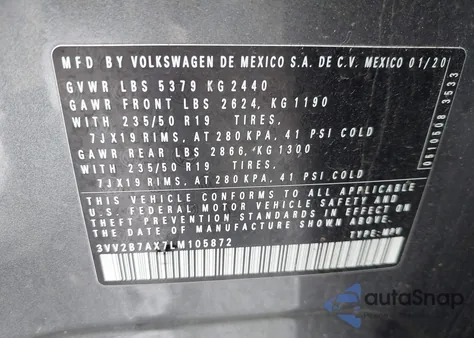 MFD BY VOLKSWAGEN DE MEXICO S.A. DE C.V. MEXICO 01/20
GVWR LBS 5379 KG 2440
GAWR FRONT LBS 2624, KG 1190
WITH 235/50 R19 TIRES,
7JX19 RIMS, AT 280 KPA, 41 PSI COLD
GAWR REAR LBS 2866, KG 1300
WITH 235/50 R19 TIRES,
7JX19 RIMS, AT 280 KPA, 41 PSI COLD
THIS VEHICLE CONFORMS TO ALL APPLICABLE
U.S. FEDERAL MOTOR VEHICLE SAFETY AND
THEFT PREVENTION STANDARDS IN EFFECT ON THE
DATE OF MANUFACTURE SHOWN ABOVE.
3VV2B7AX7LM105872 TYPE: MPV
0610508 3533
autoSnap